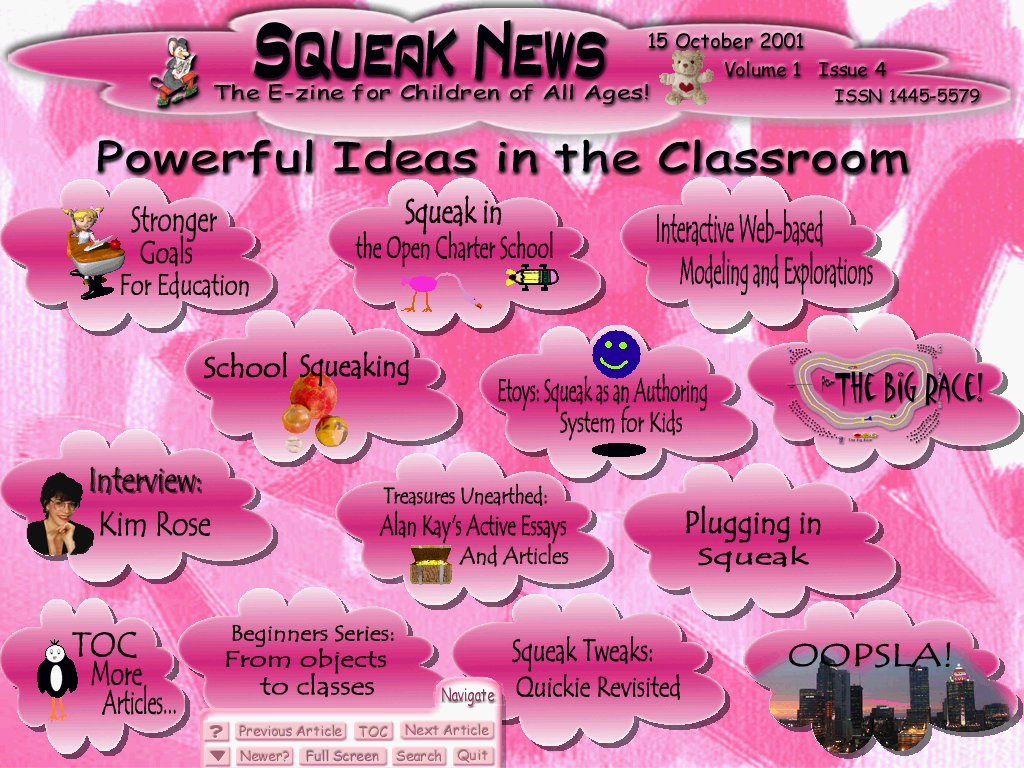 Squeak News
The E-zine for Children of All Ages!
15 October 2001
Volume 1 Issue 4
ISSN 1445-5579
Powerful Ideas in the Classroom
Stronger
Goals
For Education
Squeak in
the Open Charter School
Interactive Web-based
Modeling and Explorations
School Squeaking
Etoys: Squeak as an Authoring
System for Kids
THE BIG RACE!
Interview:
Kim Rose
Treasures Unearthed:
Alan Kay's Active Essays
And Articles
Plugging in
Squeak
TOC
More
Articles...
Beginners Series:
From objects
to classes
Squeak Tweaks:
Quickie Revisited
OOPSLA!
Navigate
? Previous Article TOC Next Article
Newer? Full Screen Search Quit